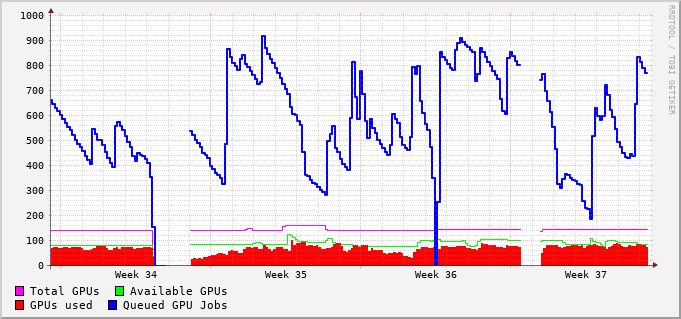 1000
900
800
700
600
500
400
300
200
100
0
Week 34 Week 35 Week 36 Week 37
Total GPUs Available GPUs
GPUs used Queued GPU Jobs
RRDTOOL / TOBI OETIKER